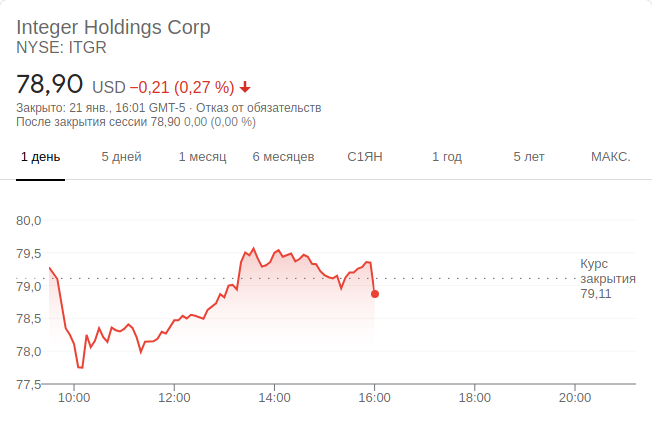 Integer Holdings Corp
NYSE: ITGR
78,90 USD −0,21 (0,27 %)
Закрыто: 21 янв., 16:01 GMT-5 · Отказ от обязательств
После закрытия сессии 78,90 0,00 (0,00 %)
1 день 5 дней 1 месяц 6 месяцев С1ЯН 1 год 5 лет МАКС.
80,0
79,5
79,0
78,5
78,0
77,5
Курс
закрытия
79,11
10:00 12:00 14:00 16:00 18:00 20:00